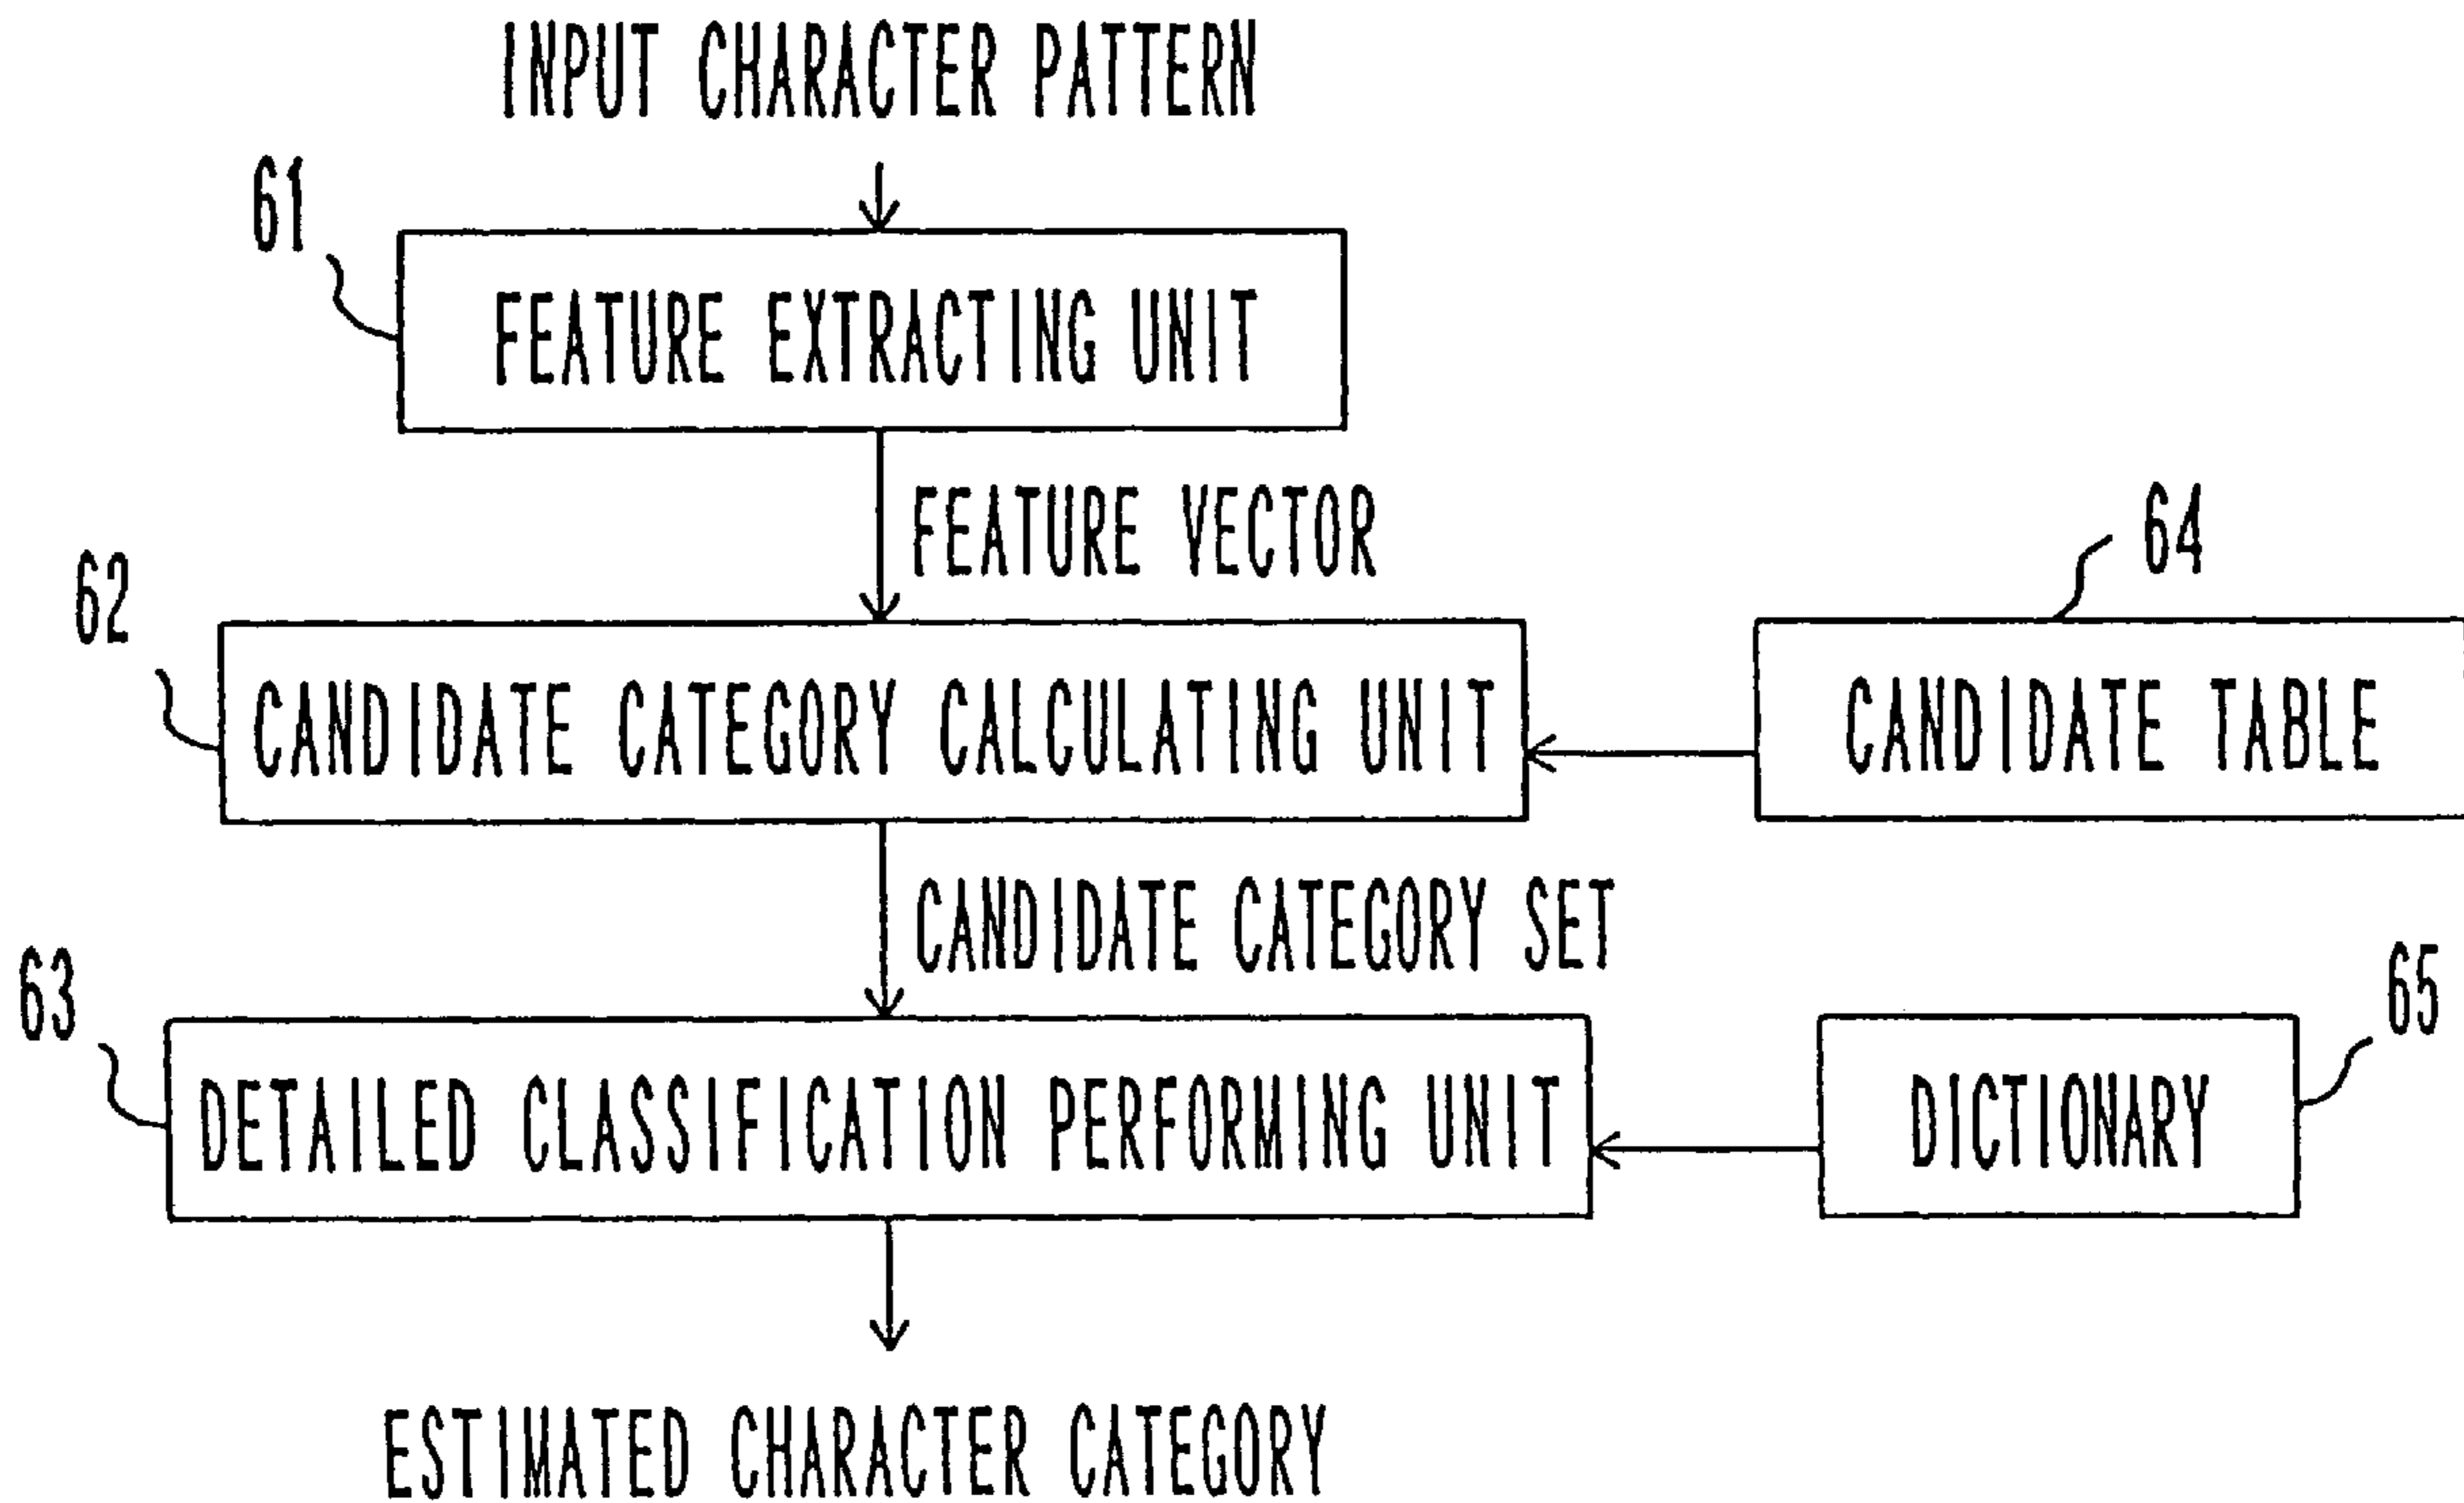 INPUT CHARACTER PATTERN
61
FEATURE EXTRACTING UNIT
FEATURE VECTOR
64
62
CANDIDATE CATEGORY CALCULATING UNIT
CANDIDATE TABLE
CANDIDATE CATEGORY SET
63
65
DETAILED CLASSIFICATION PERFORMING UNIT
DICTIONARY
ESTIMATED CHARACTER CATEGORY